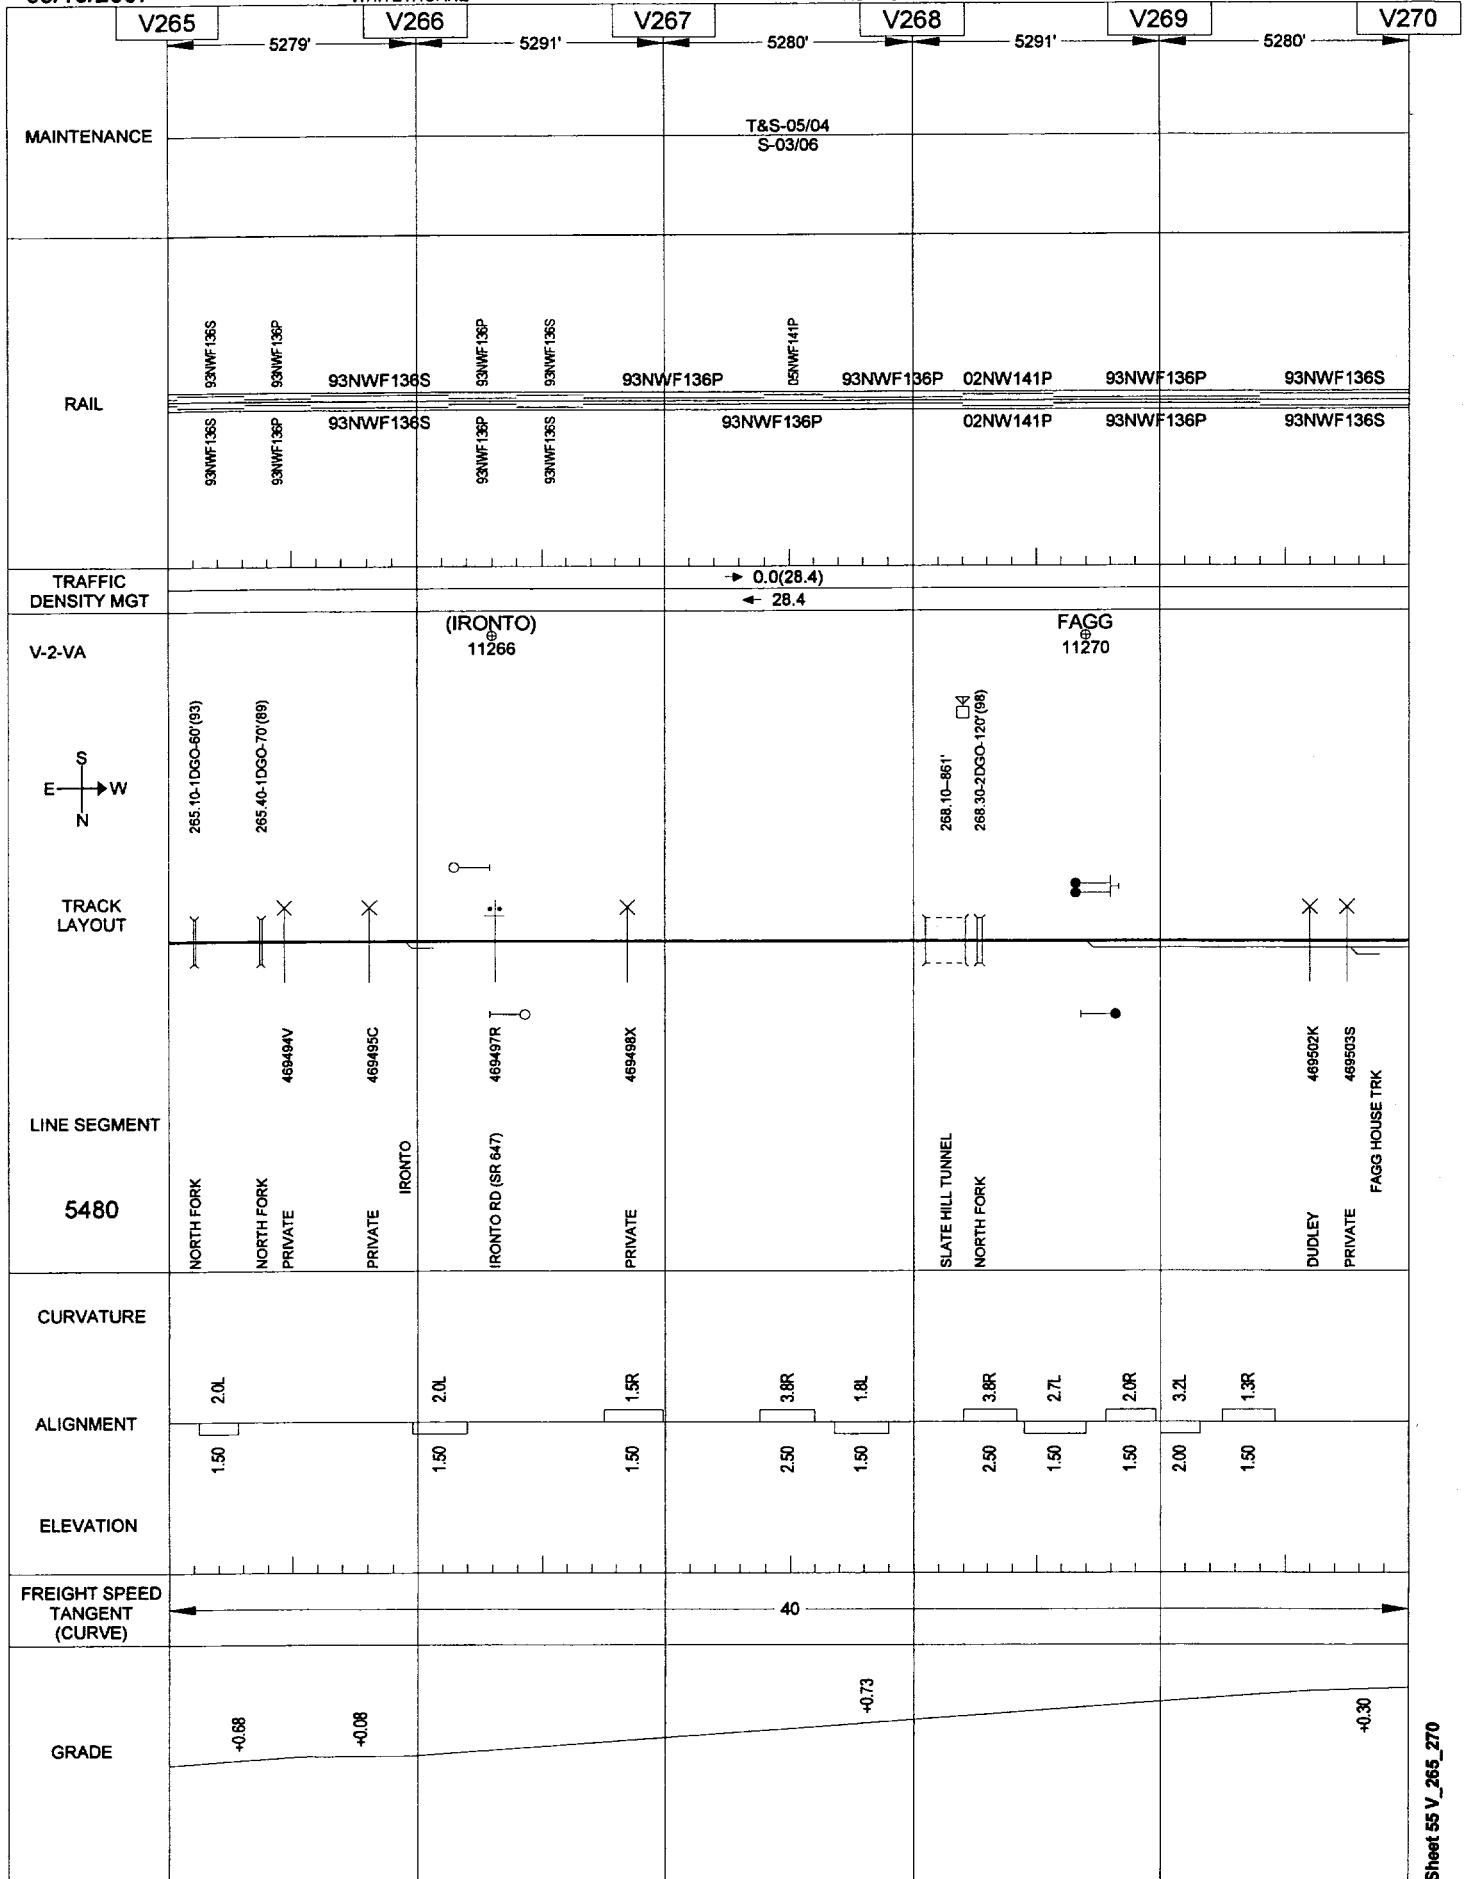 V265 V266 V267 V268 V269 V270
5279' 5291' 5280' 5291' 5280'
MAINTENANCE
T&S-05/04
S-03/06
93NWF136S 93NWF136P 93NWF136S 93NWF136P 93NWF136S 93NWF136P 05NWF141P 93NWF136P 02NW141P 93NWF136P 93NWF136S
RAIL
93NWF136S 93NWF136P 93NWF136S 93NWF136P 93NWF136S 93NWF136P 02NW141P 93NWF136P 93NWF136S
TRAFFIC
DENSITY MGT
0.0(28.4)
28.4
V-2-VA
(IRONTO)
11266
FAGG
11270
S
E W
N
265.10-1DGO-60'(93)
265.40-1DGO-70'(89)
268.10--861'
268.30-2DGO-120'(98)
TRACK
LAYOUT
469494V
469495C
469497R
469498X
469502K
469503S
LINE SEGMENT
5480
NORTH FORK
NORTH FORK
PRIVATE
PRIVATE
IRONTO
IRONTO RD (SR 647)
PRIVATE
SLATE HILL TUNNEL
NORTH FORK
DUDLEY
PRIVATE
FAGG HOUSE TRK
CURVATURE
2.0L 2.0L 1.5R 3.8R 1.8L 3.8R 2.7L 2.0R 3.2L 1.3R
ALIGNMENT
1.50 1.50 1.50 2.50 1.50 2.50 1.50 1.50 2.00 1.50
ELEVATION
FREIGHT SPEED
TANGENT
(CURVE)
40
GRADE
+0.68 +0.08 +0.73 +0.30
Sheet 55 V_265_270